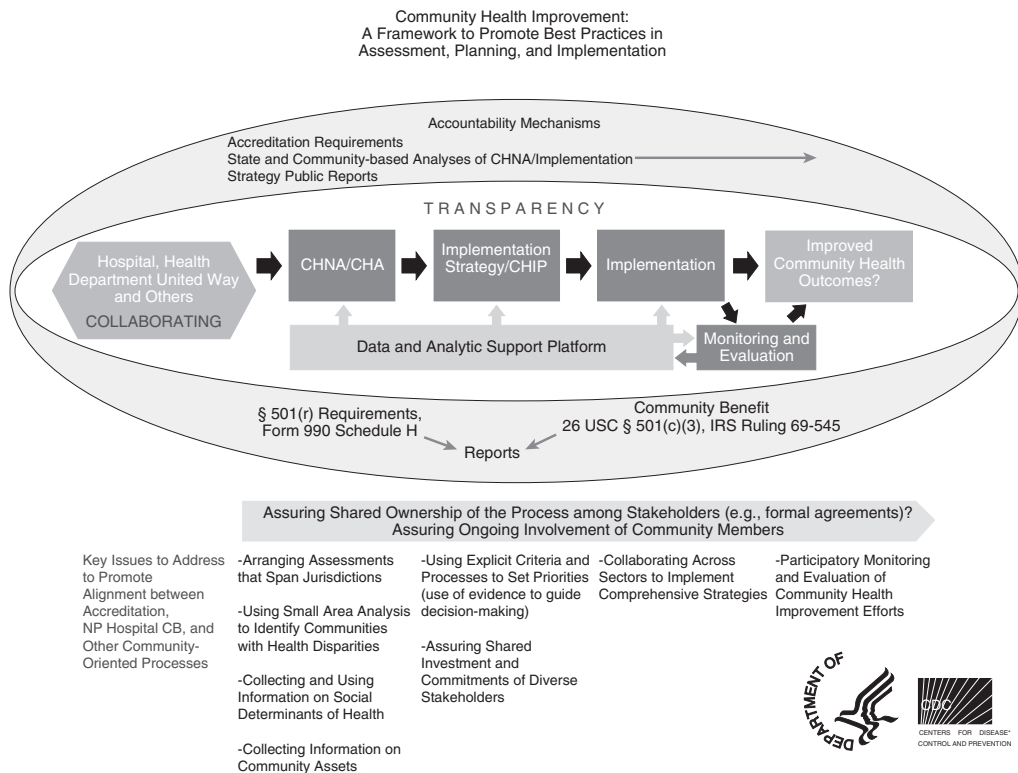 Community Health Improvement:
A Framework to Promote Best Practices in
Assessment, Planning, and Implementation
Accountability Mechanisms
Accreditation Requirements
State and Community-based Analyses of CHNA/Implementation
Strategy Public Reports
TRANSPARENCY
Hospital, Health
Department United Way
and Others
COLLABORATING
CHNA/CHA
Implementation
Strategy/CHIP
Implementation
Improved
Community Health
Outcomes?
Data and Analytic Support Platform
Monitoring and
Evaluation
§ 501(r) Requirements,
Form 990 Schedule H
Community Benefit
26 USC § 501(c)(3), IRS Ruling 69-545
Reports
Assuring Shared Ownership of the Process among Stakeholders (e.g., formal agreements)?
Assuring Ongoing Involvement of Community Members
Key Issues to Address
to Promote
Alignment between
Accreditation,
NP Hospital CB, and
Other Community-
Oriented Processes
-Arranging Assessments
that Span Jurisdictions
-Using Small Area Analysis
to Identify Communities
with Health Disparities
-Collecting and Using
Information on Social
Determinants of Health
-Collecting Information on
Community Assets
-Using Explicit Criteria and
Processes to Set Priorities
(use of evidence to guide
decision-making)
-Assuring Shared
Investment and
Commitments of Diverse
Stakeholders
-Collaborating Across
Sectors to Implement
Comprehensive Strategies
-Participatory Monitoring
and Evaluation of
Community Health
Improvement Efforts
DEPARTMENT OF
CDC
CENTERS FOR DISEASE
CONTROL AND PREVENTION